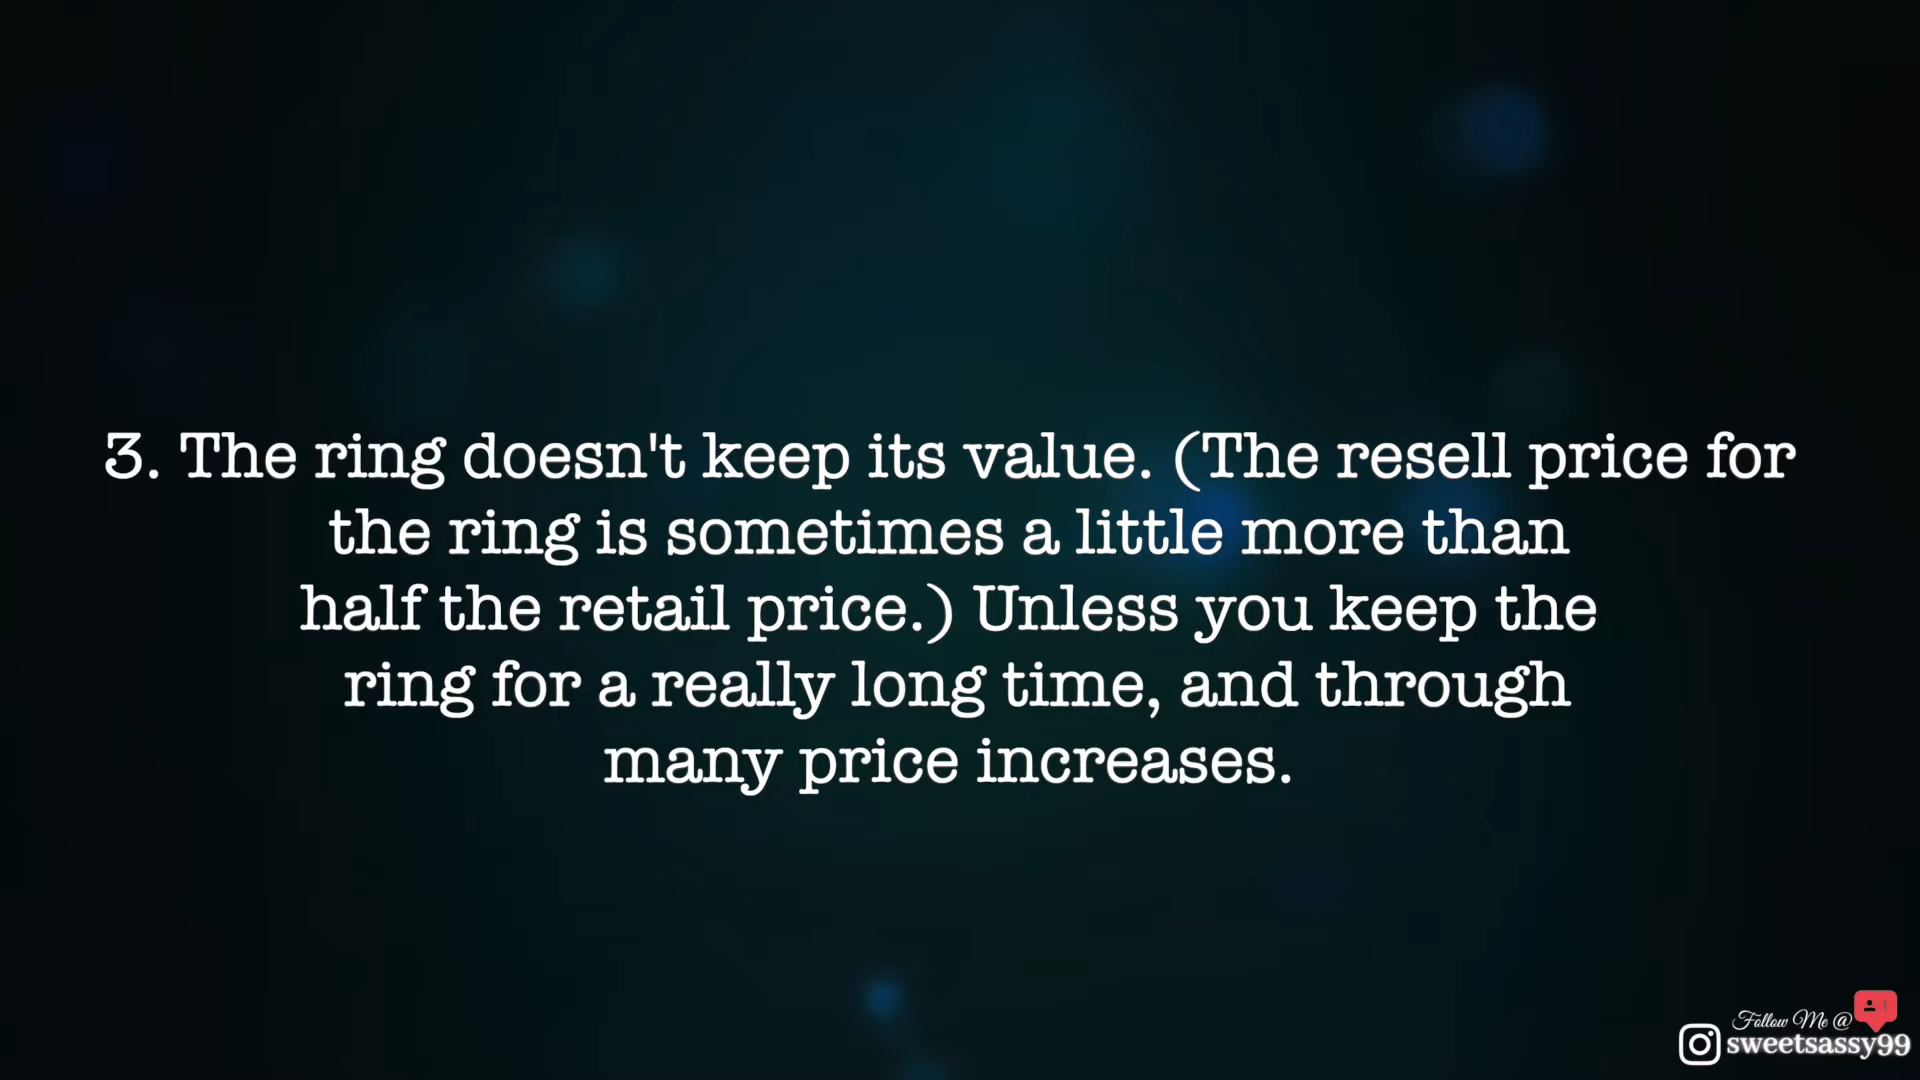 3. The ring doesn't keep its value. (The resell price for
the ring is sometimes a little more than
half the retail price.) Unless you keep the
ring for a really long time, and through
many price increases.
Follow Me @
sweetsassy99